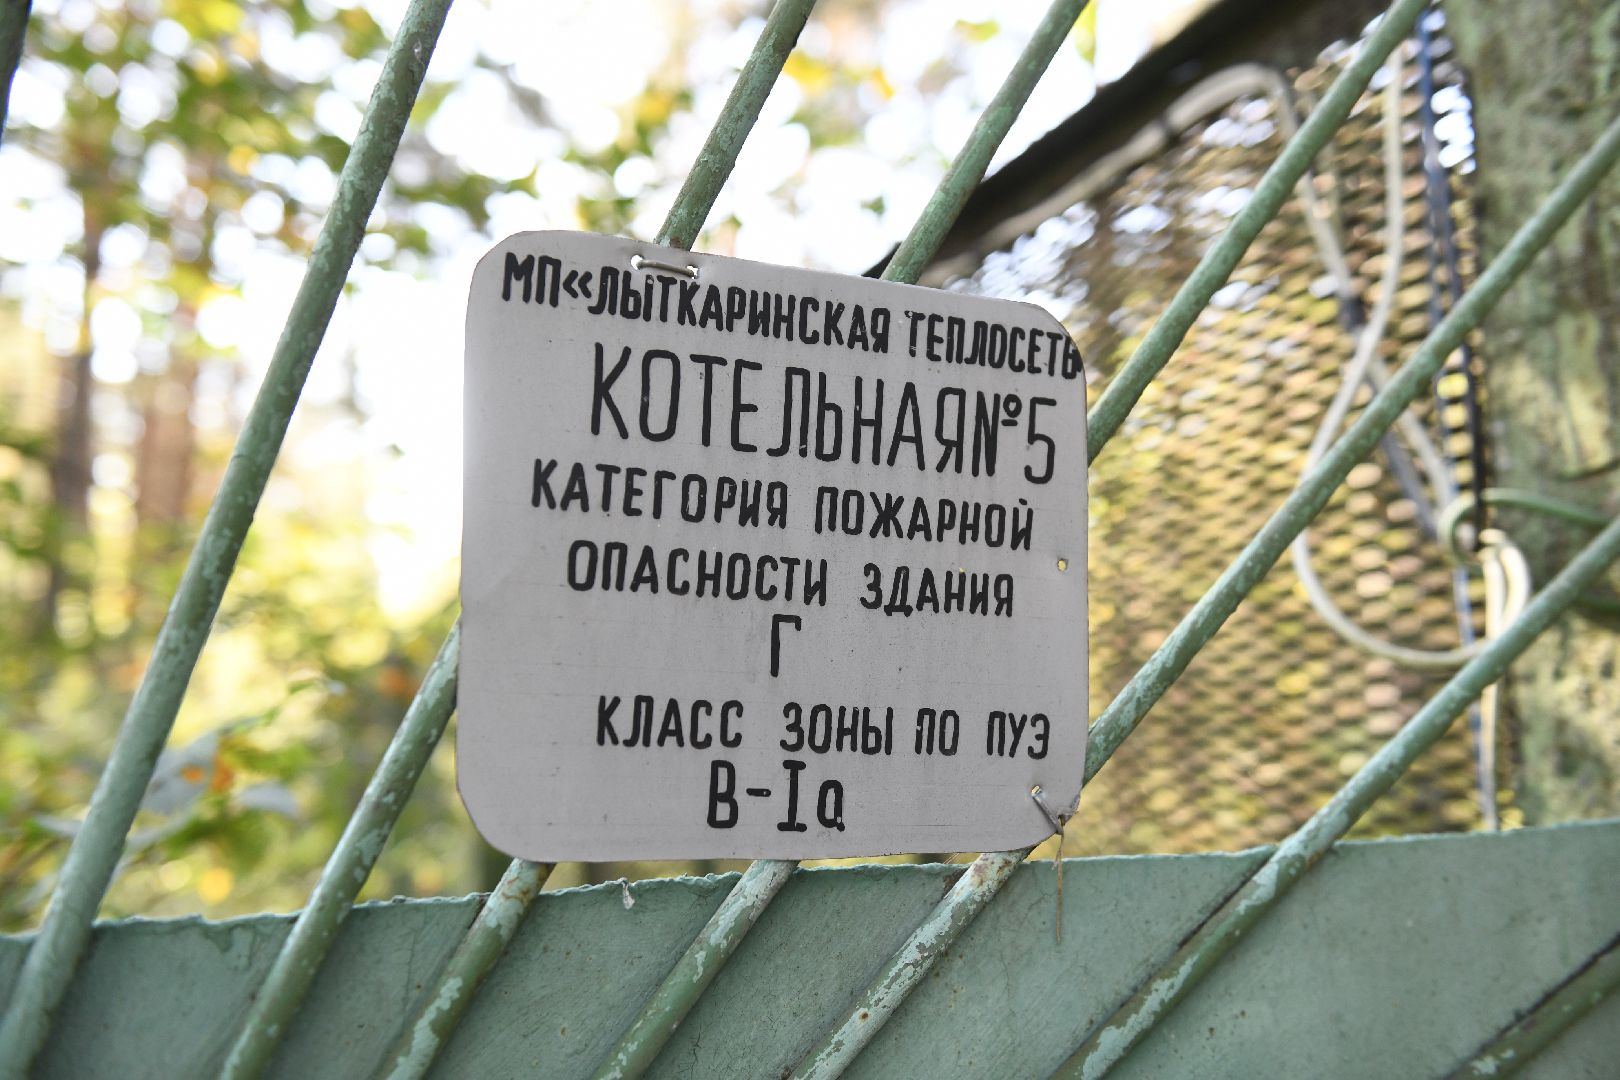 МП«ЛЫТКАРИНСКАЯ ТЕПЛОСЕТЬ
КОТЕЛЬНАЯ№5
КАТЕГОРИЯ ПОЖАРНОЙ
ОПАСНОСТИ ЗДАНИЯ
Г
КЛАСС ЗОНЫ ПО ПУЭ
В-Iа